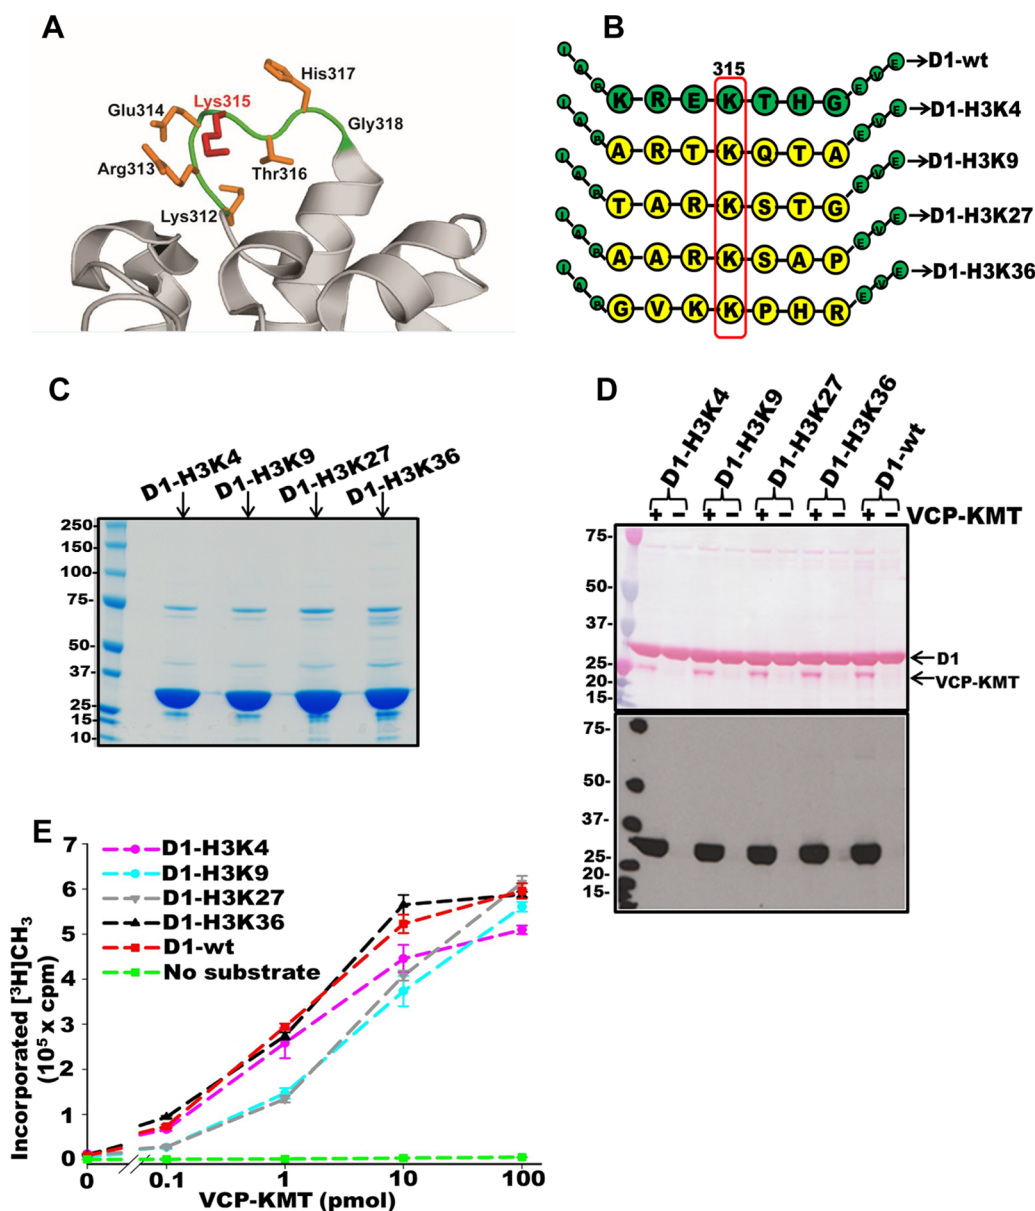 A
His317
Glu314
Lys315
Gly318
Arg313
Thr316
Lys312
B
315
I A R K R E K T H G E V E D1-wt
I A R A R T K Q T A E V E D1-H3K4
I A R T A R K S T G E V E D1-H3K9
I A R A A R K S A P E V E D1-H3K27
I A R G V K K P H R E V E D1-H3K36
C
D1-H3K4
D1-H3K9
D1-H3K27
D1-H3K36
250-
150-
100-
75-
50-
37-
25-
15-
10-
D
D1-H3K4
D1-H3K9
D1-H3K27
D1-H3K36
D1-wt
+ - + - + - + - + - VCP-KMT
75-
50-
37-
25-
20-
15-
D1
VCP-KMT
75-
50-
37-
25-
20-
15-
E
D1-H3K4
D1-H3K9
D1-H3K27
D1-H3K36
D1-wt
No substrate
Incorporated [³H]CH₃
(10⁵ x cpm)
7
6
5
4
3
2
1
0
0 0.1 1 10 100
VCP-KMT (pmol)